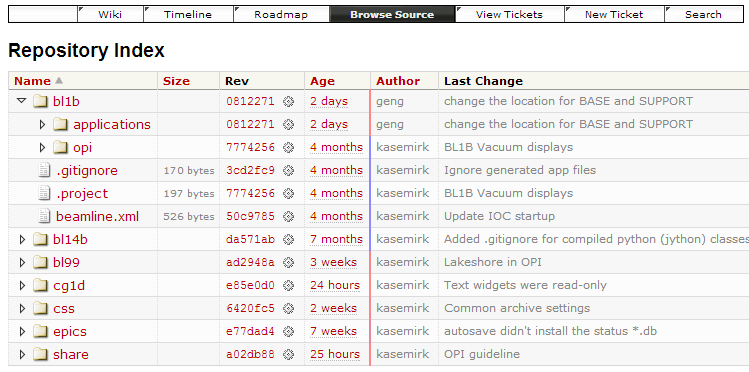 Wiki Timeline Roadmap Browse Source View Tickets New Ticket Search
Repository Index
Name Size Rev Age Author Last Change
bl1b 0812271 2 days geng change the location for BASE and SUPPORT
applications 0812271 2 days geng change the location for BASE and SUPPORT
opi 7774256 4 months kasemirk BL1B Vacuum displays
.gitignore 170 bytes 3cd2fc9 4 months kasemirk Ignore generated app files
.project 197 bytes 7774256 4 months kasemirk BL1B Vacuum displays
beamline.xml 526 bytes 50c9785 4 months kasemirk Update IOC startup
bl14b da571ab 7 months kasemirk Added .gitignore for compiled python (jython) classes
bl99 ad2948a 3 weeks kasemirk Lakeshore in OPI
cg1d e85e0d0 24 hours kasemirk Text widgets were read-only
css 6420fc5 2 weeks kasemirk Common archive settings
epics e77dad4 7 weeks kasemirk autosave didn't install the status *.db
share a02db88 25 hours kasemirk OPI guideline